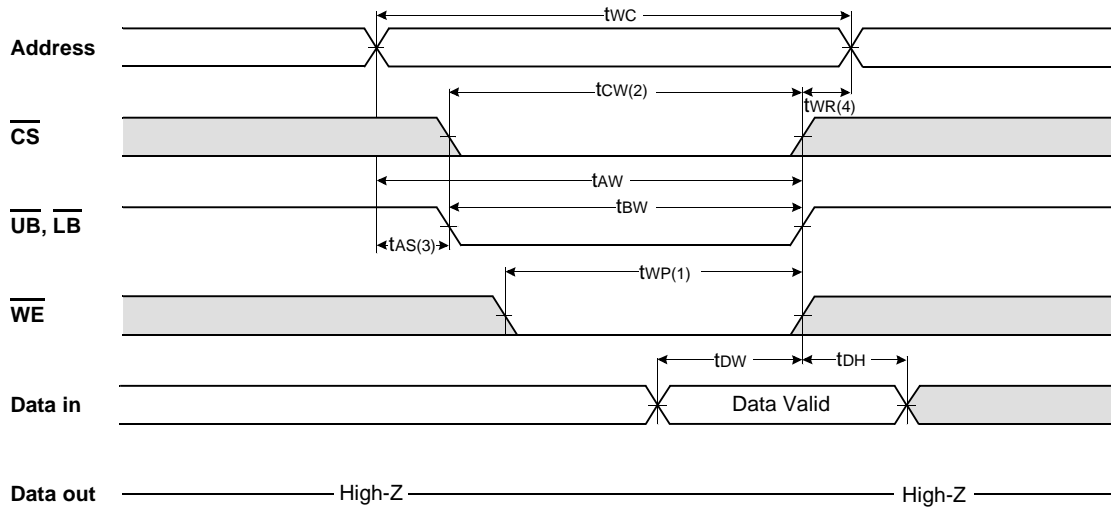 tWC
Address
tCW(2)
tWR(4)
CS
tAW
UB, LB
tBW
tAS(3)
tWP(1)
WE
tDW
tDH
Data in
Data Valid
Data out
High-Z
High-Z